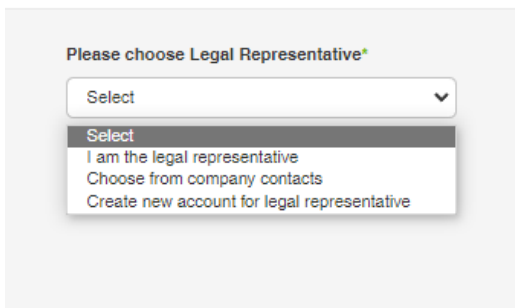 Please choose Legal Representative*
Select
Select
I am the legal representative
Choose from company contacts
Create new account for legal representative